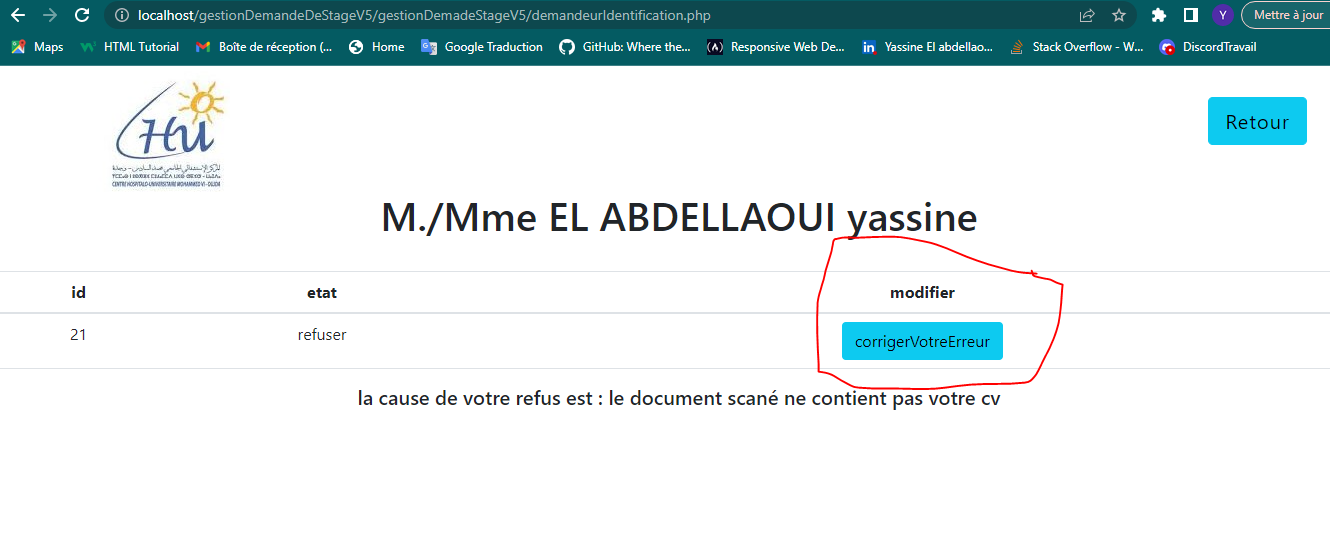 localhost/gestionDemandeDeStageV5/gestionDemadeStageV5/demandeurIdentification.php
Y
Mettre à jour
Maps
HTML Tutorial
Boîte de réception (...
Home
Google Traduction
GitHub: Where the...
Responsive Web De...
Yassine El abdellao...
Stack Overflow - W...
DiscordTravail
Hu
CENTRE HOSPITALO-UNIVERSITAIRE MOHAMMED VI - OUJDA
Retour
M./Mme EL ABDELLAOUI yassine
id etat modifier
21 refuser corrigerVotreErreur
la cause de votre refus est : le document scané ne contient pas votre cv